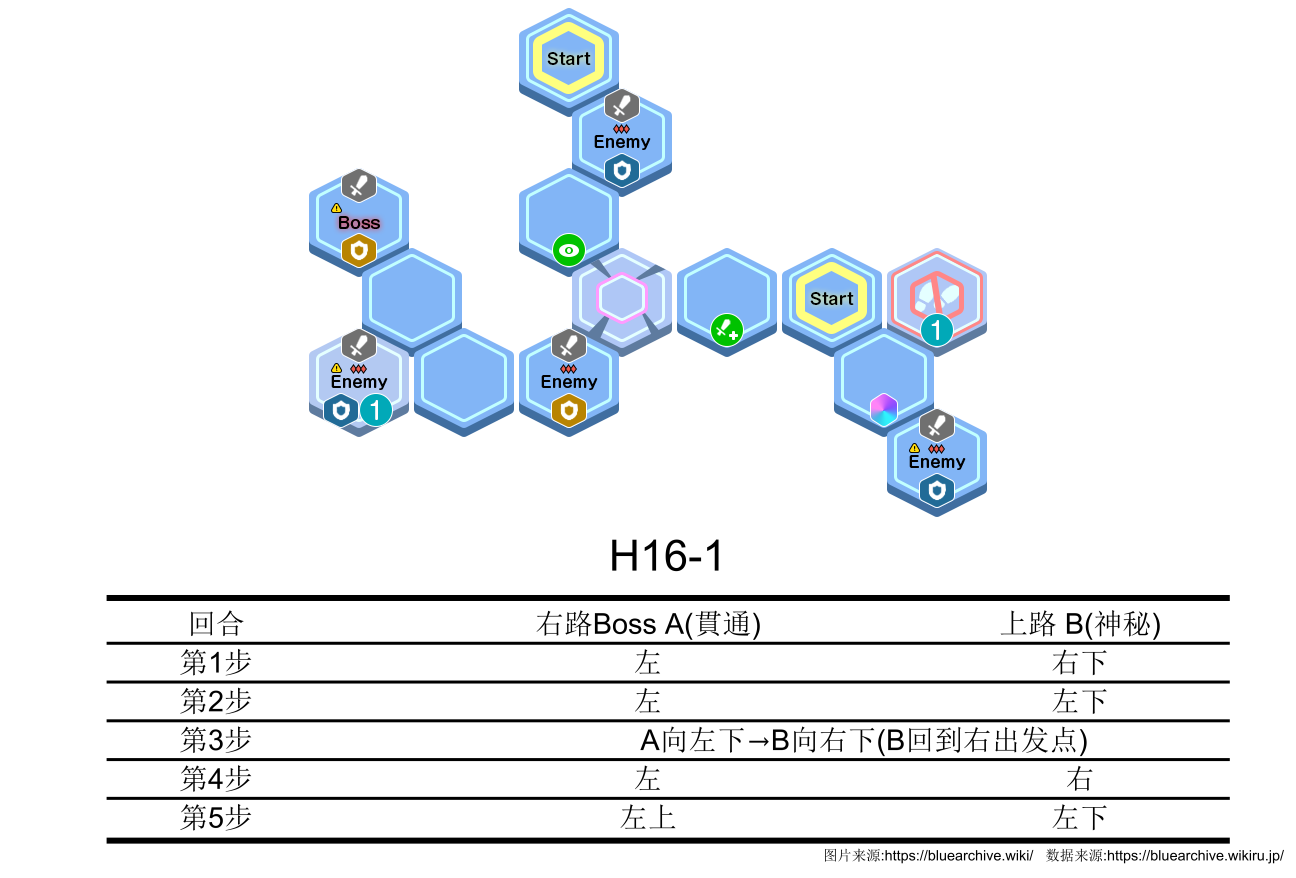 Start
Enemy
Boss
Start
1
Enemy
1
Enemy
Enemy
H16-1
回合 右路Boss A(貫通) 上路 B(神秘)
第1步 左 右下
第2步 左 左下
第3步 A向左下→B向右下(B回到右出发点)
第4步 左 右
第5步 左上 左下
图片来源:https://bluearchive.wiki/ 数据来源:https://bluearchive.wikiru.jp/